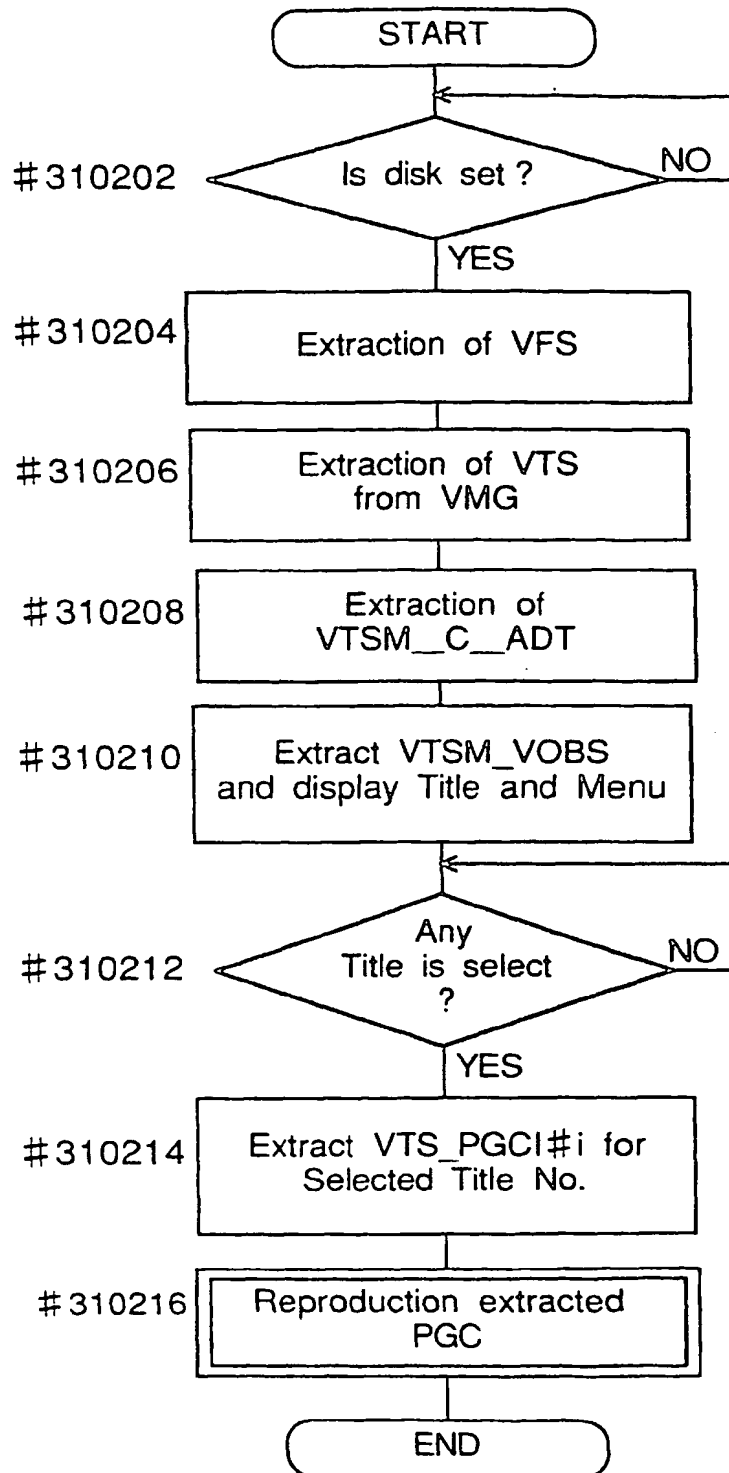 START
#310202
Is disk set ?
NO
YES
#310204
Extraction of VFS
#310206
Extraction of VTS
from VMG
#310208
Extraction of
VTSM__C__ADT
#310210
Extract VTSM_VOBS
and display Title and Menu
#310212
Any
Title is select
?
NO
YES
#310214
Extract VTS_PGCI#i for
Selected Title No.
#310216
Reproduction extracted
PGC
END